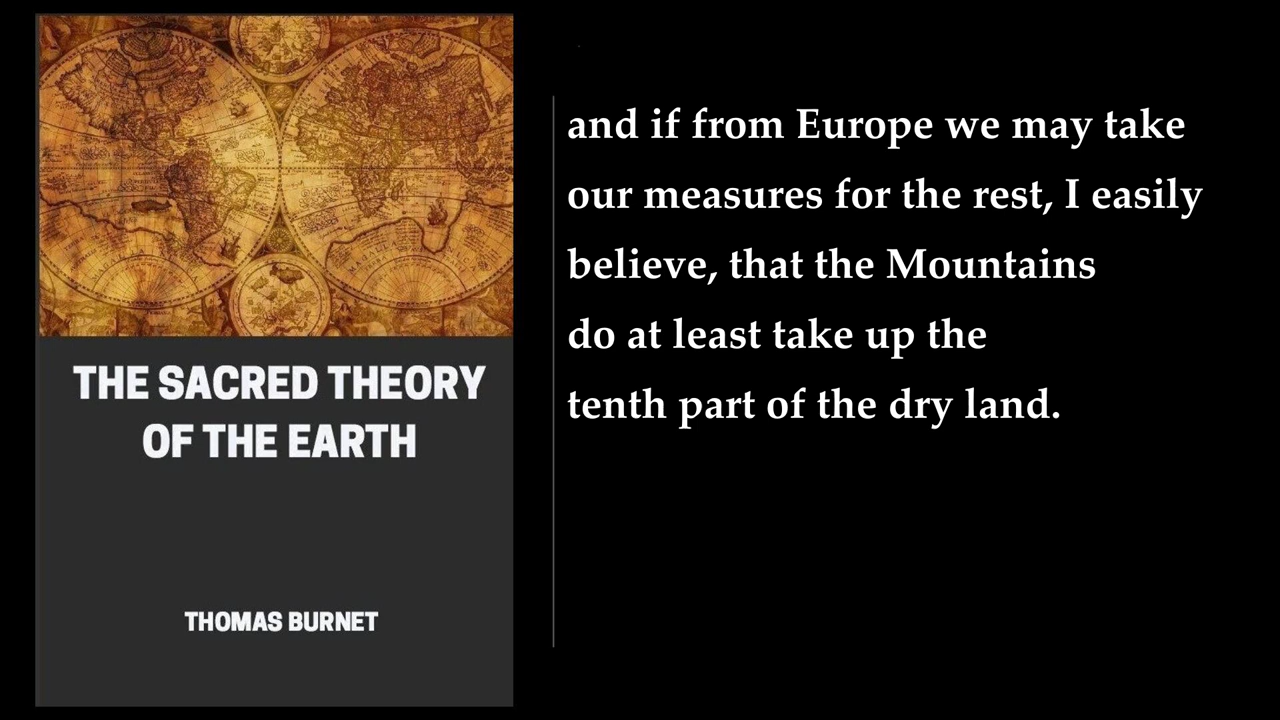 THE SACRED THEORY
OF THE EARTH
THOMAS BURNET
and if from Europe we may take
our measures for the rest, I easily
believe, that the Mountains
do at least take up the
tenth part of the dry land.